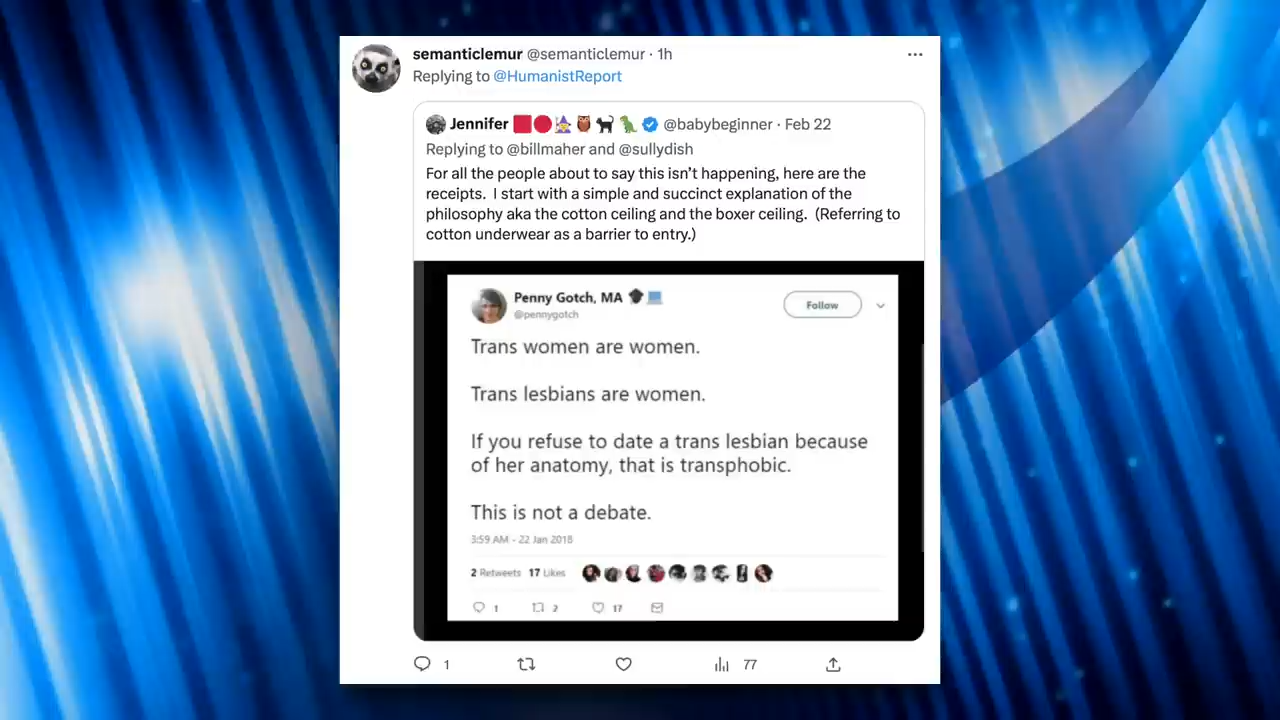 semanticlemur @semanticlemur · 1h
Replying to @HumanistReport
Jennifer 🟥🔴🧙‍♀️🦉🐈‍⬛🦖 @babybeginner · Feb 22
Replying to @billmaher and @sullydish
For all the people about to say this isn’t happening, here are the
receipts.  I start with a simple and succinct explanation of the
philosophy aka the cotton ceiling and the boxer ceiling.  (Referring to
cotton underwear as a barrier to entry.)
Penny Gotch, MA 🎓💻
@pennygotch
Follow
Trans women are women.
Trans lesbians are women.
If you refuse to date a trans lesbian because
of her anatomy, that is transphobic.
This is not a debate.
3:59 AM - 22 Jan 2018
2 Retweets 17 Likes
1 2 17
1 77